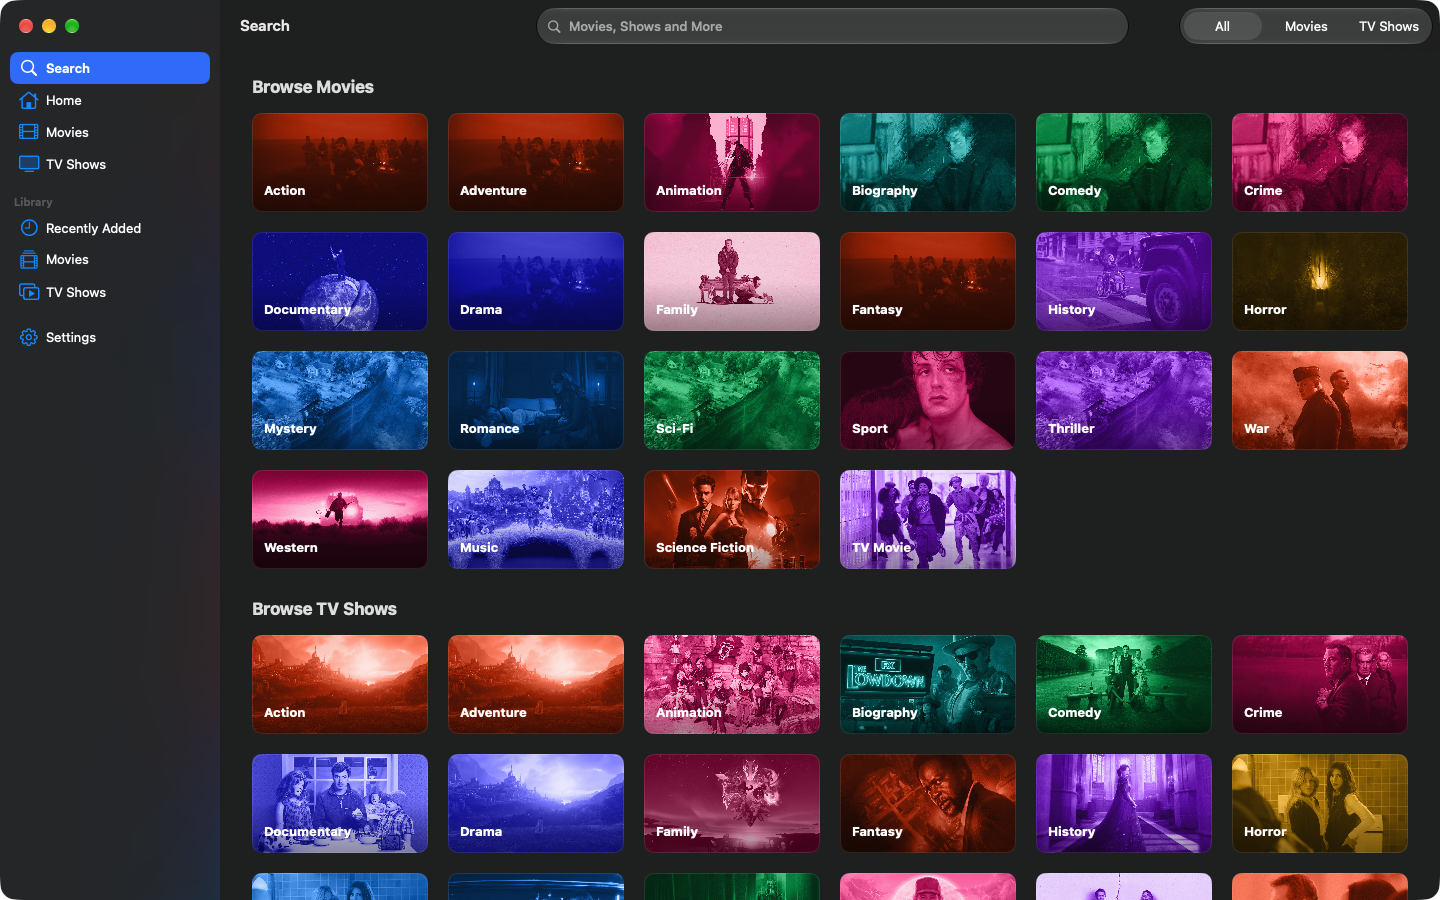 Search
Movies, Shows and More
All
Movies
TV Shows
Search
Home
Movies
TV Shows
Library
Recently Added
Movies
TV Shows
Settings
Browse Movies
Action
Adventure
Animation
Biography
Comedy
Crime
Documentary
Drama
Family
Fantasy
History
Horror
Mystery
Romance
Sci-Fi
Sport
Thriller
War
Western
Music
Science Fiction
TV Movie
Browse TV Shows
Action
Adventure
Animation
FX
THE
LOWDOWN
Biography
Comedy
Crime
Documentary
Drama
Family
Fantasy
History
Horror